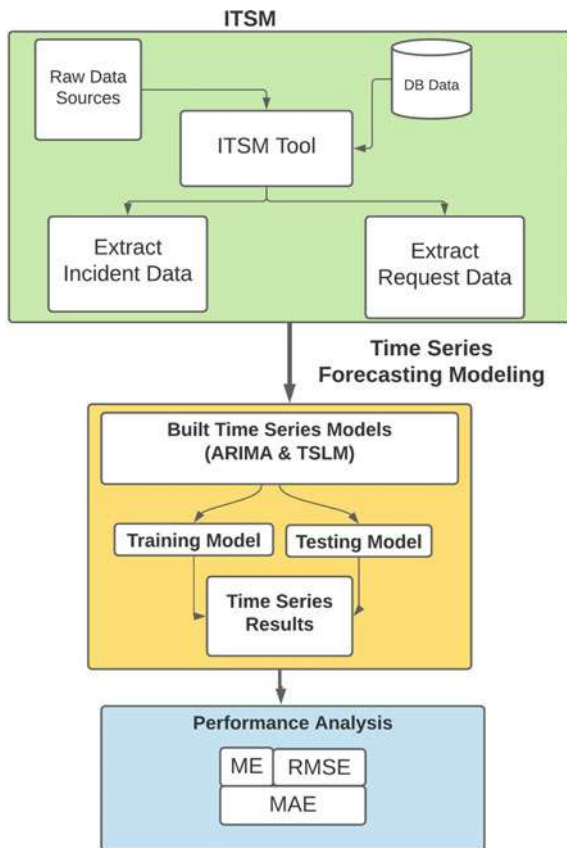 ITSM
Raw Data
Sources
DB Data
ITSM Tool
Extract
Incident Data
Extract
Request Data
Time Series
Forecasting Modeling
Built Time Series Models
(ARIMA & TSLM)
Training Model
Testing Model
Time Series
Results
Performance Analysis
ME
RMSE
MAE